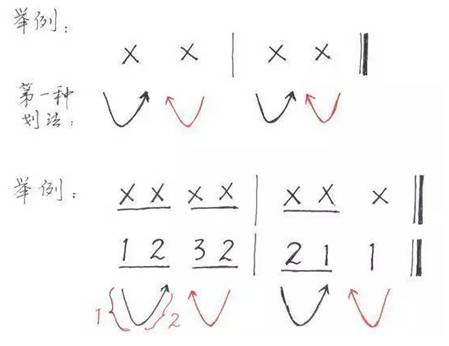 举例：
X X | X X ‖
第一种
划法：
举例：
X X X X | X X X ‖
1 2 3 2 | 2 1 1 ‖
1 { } 2